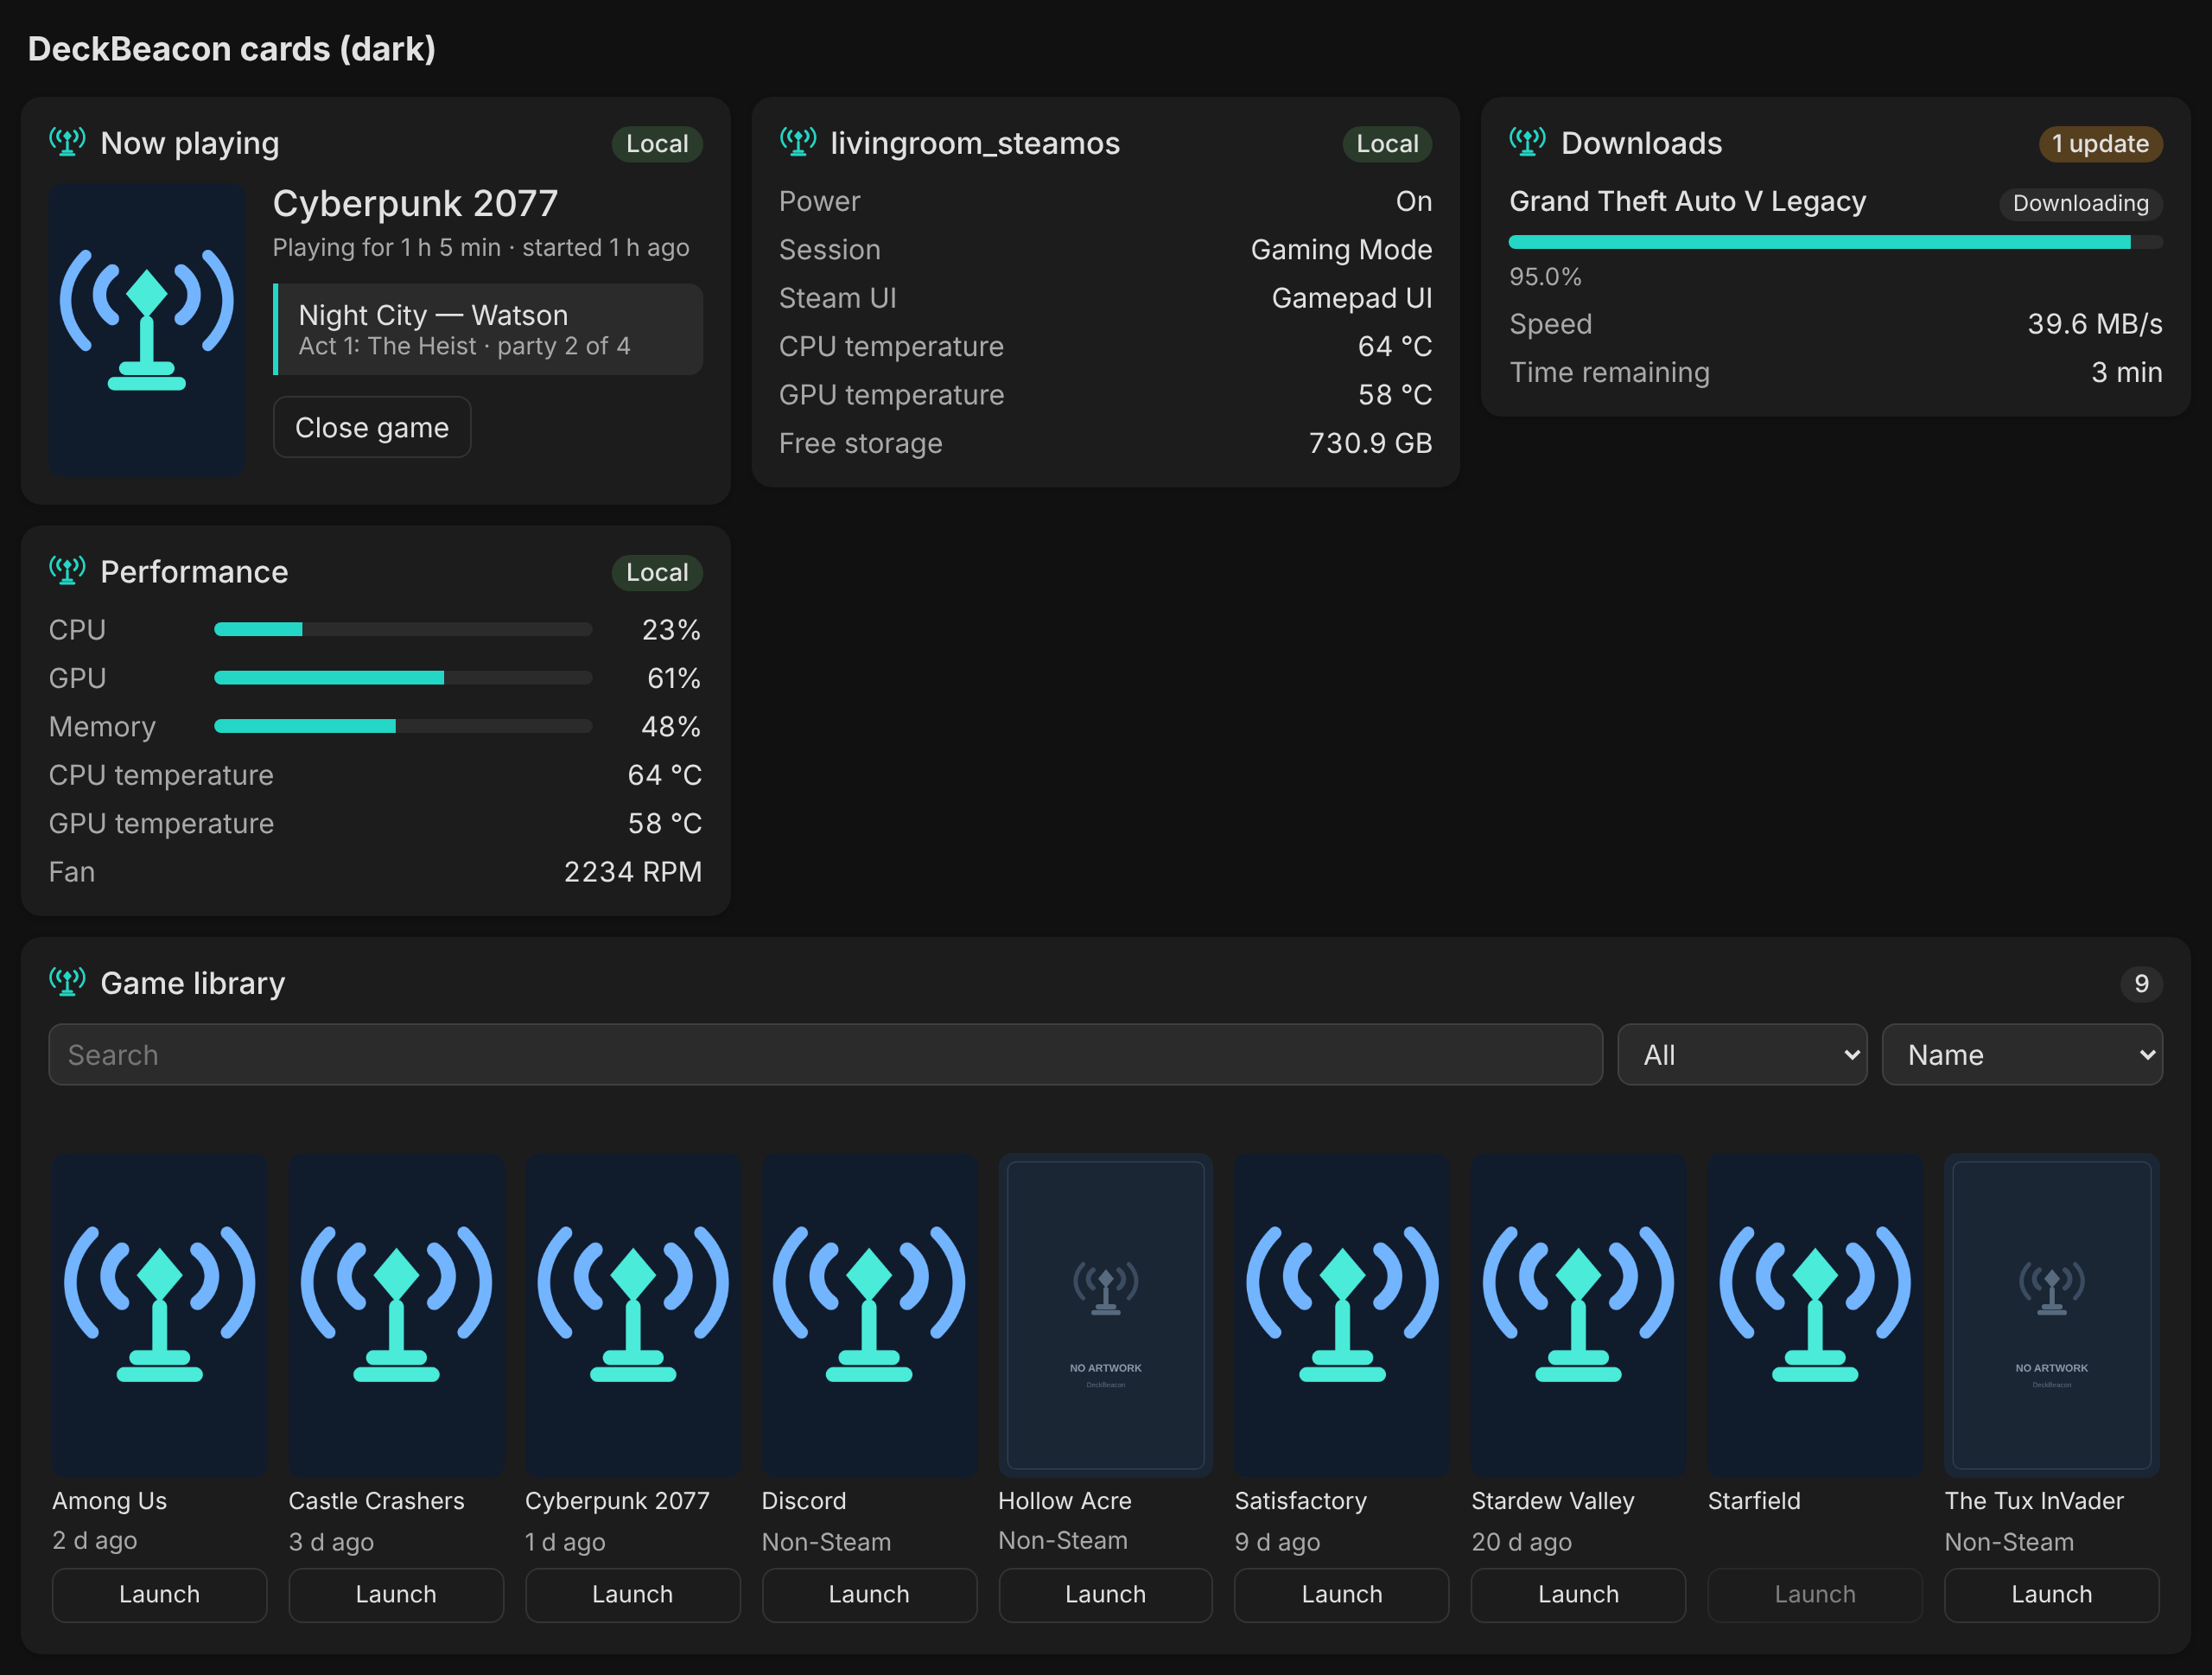 DeckBeacon cards (dark)
Now playing
Local
Cyberpunk 2077
Playing for 1 h 5 min · started 1 h ago
Night City — Watson
Act 1: The Heist · party 2 of 4
Close game
livingroom_steamos
Local
Power On
Session Gaming Mode
Steam UI Gamepad UI
CPU temperature 64 °C
GPU temperature 58 °C
Free storage 730.9 GB
Downloads
1 update
Grand Theft Auto V Legacy
Downloading
95.0%
Speed 39.6 MB/s
Time remaining 3 min
Performance
Local
CPU 23%
GPU 61%
Memory 48%
CPU temperature 64 °C
GPU temperature 58 °C
Fan 2234 RPM
Game library
9
Search
All
Name
Among Us
2 d ago
Launch
Castle Crashers
3 d ago
Launch
Cyberpunk 2077
1 d ago
Launch
Discord
Non-Steam
Launch
NO ARTWORK
DeckBeacon
Hollow Acre
Non-Steam
Launch
Satisfactory
9 d ago
Launch
Stardew Valley
20 d ago
Launch
Starfield
Launch
NO ARTWORK
DeckBeacon
The Tux InVader
Non-Steam
Launch